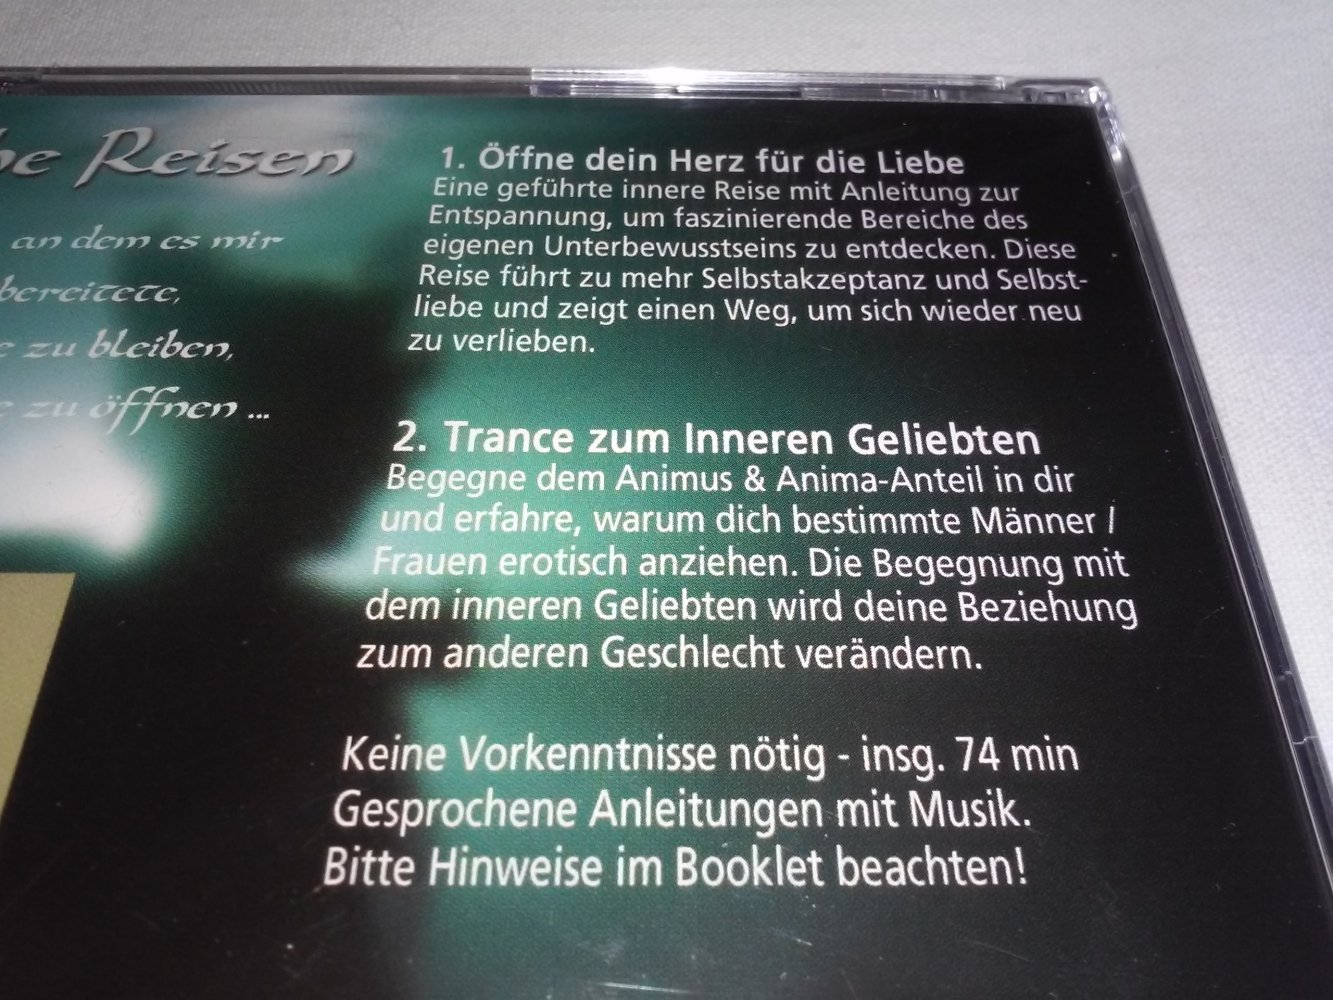 Reisen
an dem es mir
bereitete,
zu bleiben,
zu öffnen ...
1. Öffne dein Herz für die Liebe
Eine geführte innere Reise mit Anleitung zur
Entspannung, um faszinierende Bereiche des
eigenen Unterbewusstseins zu entdecken. Diese
Reise führt zu mehr Selbstakzeptanz und Selbst-
liebe und zeigt einen Weg, um sich wieder neu
zu verlieben.
2. Trance zum Inneren Geliebten
Begegne dem Animus & Anima-Anteil in dir
und erfahre, warum dich bestimmte Männer /
Frauen erotisch anziehen. Die Begegnung mit
dem inneren Geliebten wird deine Beziehung
zum anderen Geschlecht verändern.
Keine Vorkenntnisse nötig - insg. 74 min
Gesprochene Anleitungen mit Musik.
Bitte Hinweise im Booklet beachten!